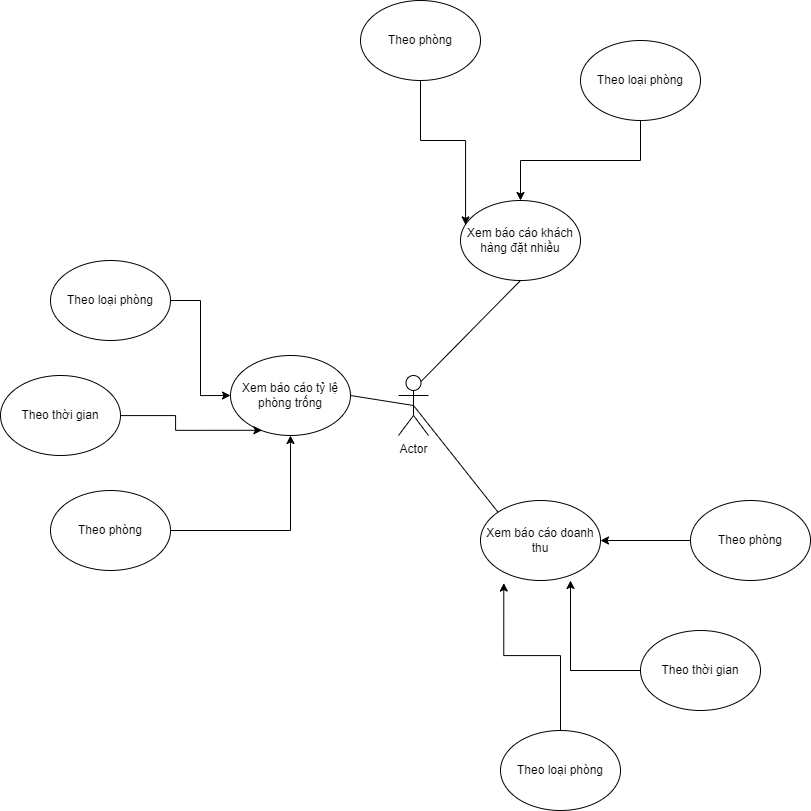 Theo phòng
Theo loại phòng
Xem báo cáo khách
hàng đặt nhiều
Theo loại phòng
Xem báo cáo tỷ lệ
phòng trống
Theo thời gian
Actor
Theo phòng
Xem báo cáo doanh
thu
Theo phòng
Theo thời gian
Theo loại phòng